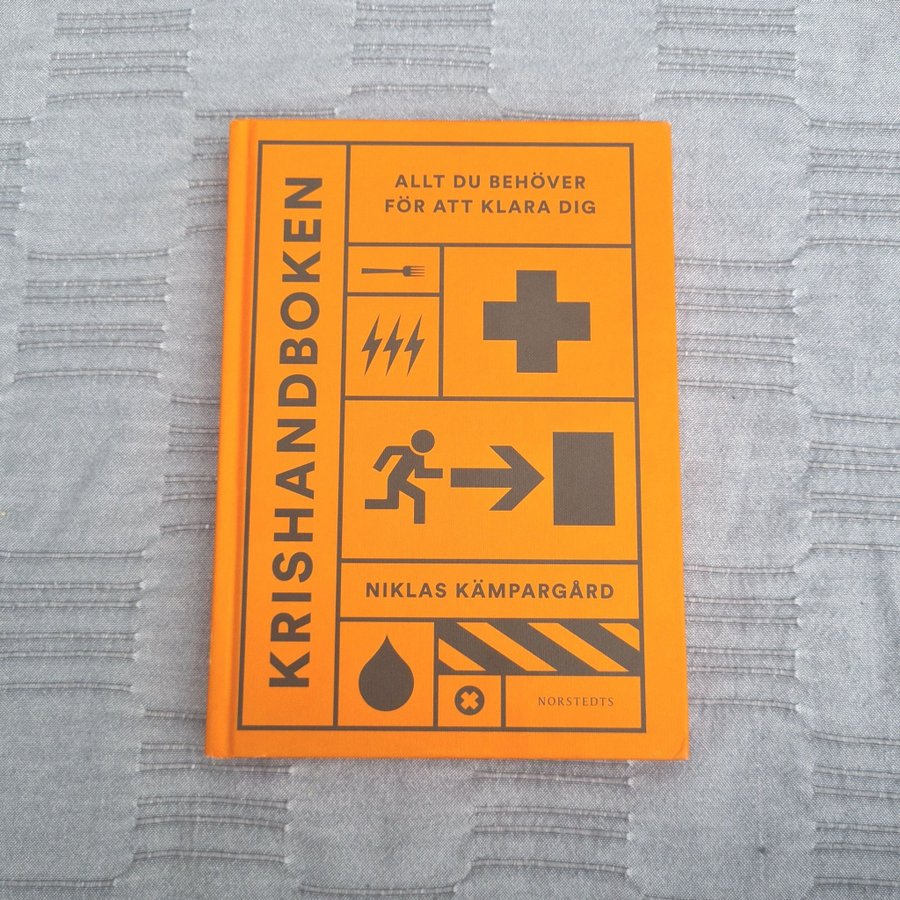 KRISHANDBOKEN
ALLT DU BEHÖVER
FÖR ATT KLARA DIG
NIKLAS KÄMPARGÅRD
NORSTEDTS